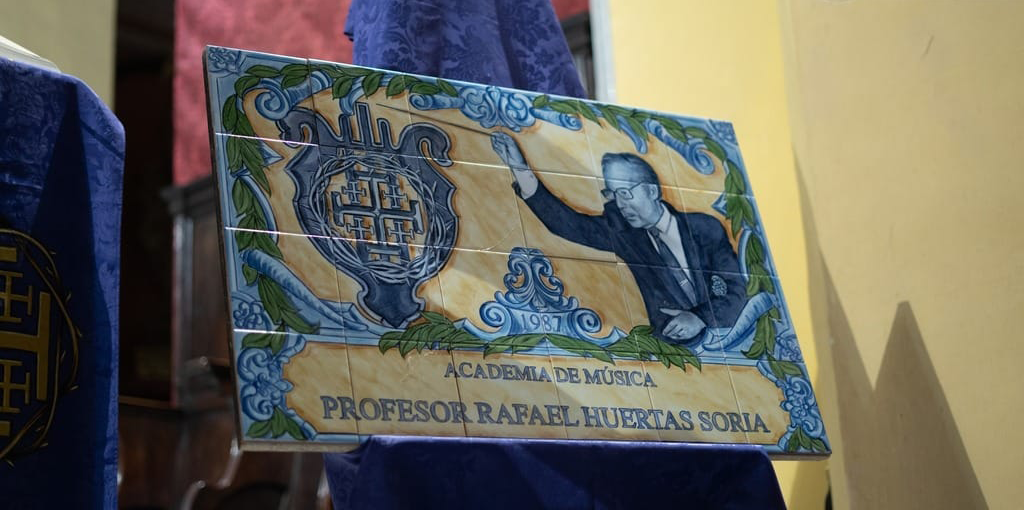 1987
ACADEMIA DE MÚSICA
PROFESOR RAFAEL HUERTAS SORIA